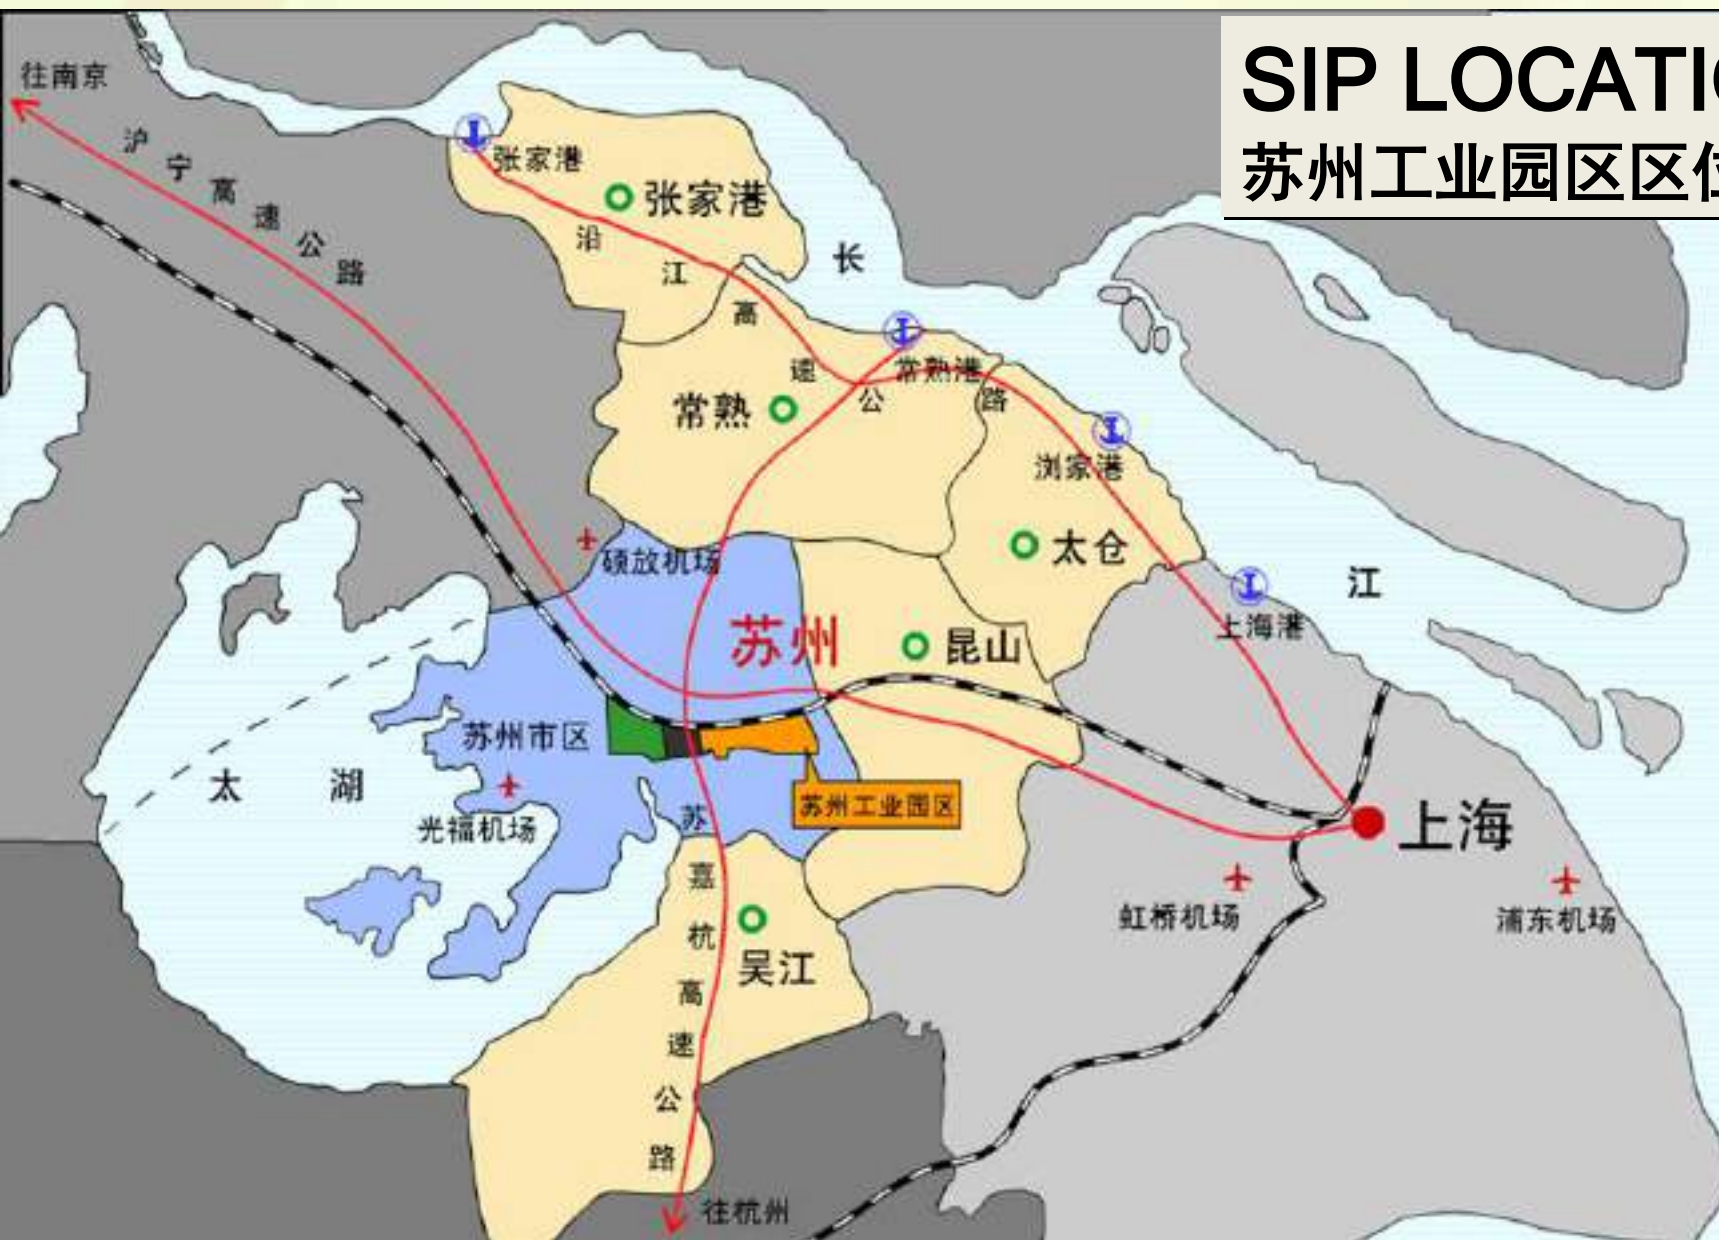 SIP LOCATIO
苏州工业园区区位
往南京
沪宁高速公路
张家港
张家港
沿江高速公路
长
常熟港
常熟
浏家港
太仓
硕放机场
江
上海港
苏州
昆山
苏州市区
太湖
光福机场
苏州工业园区
上海
苏嘉杭高速公路
虹桥机场
浦东机场
吴江
往杭州